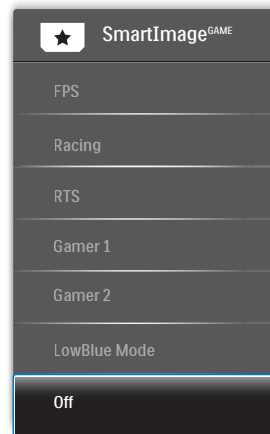 SmartImageGAME
FPS
Racing
RTS
Gamer 1
Gamer 2
LowBlue Mode
Off